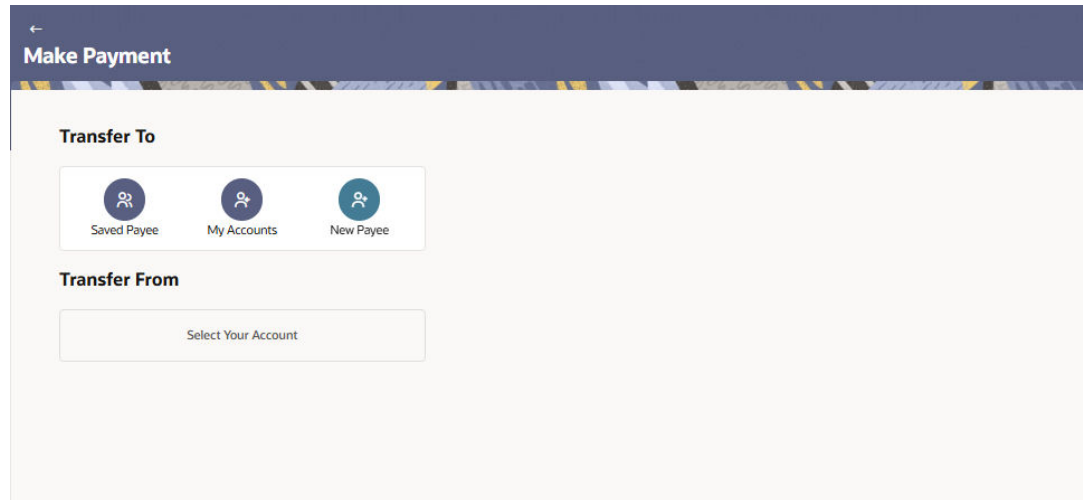 Make Payment
Transfer To
Saved Payee My Accounts New Payee
Transfer From
Select Your Account